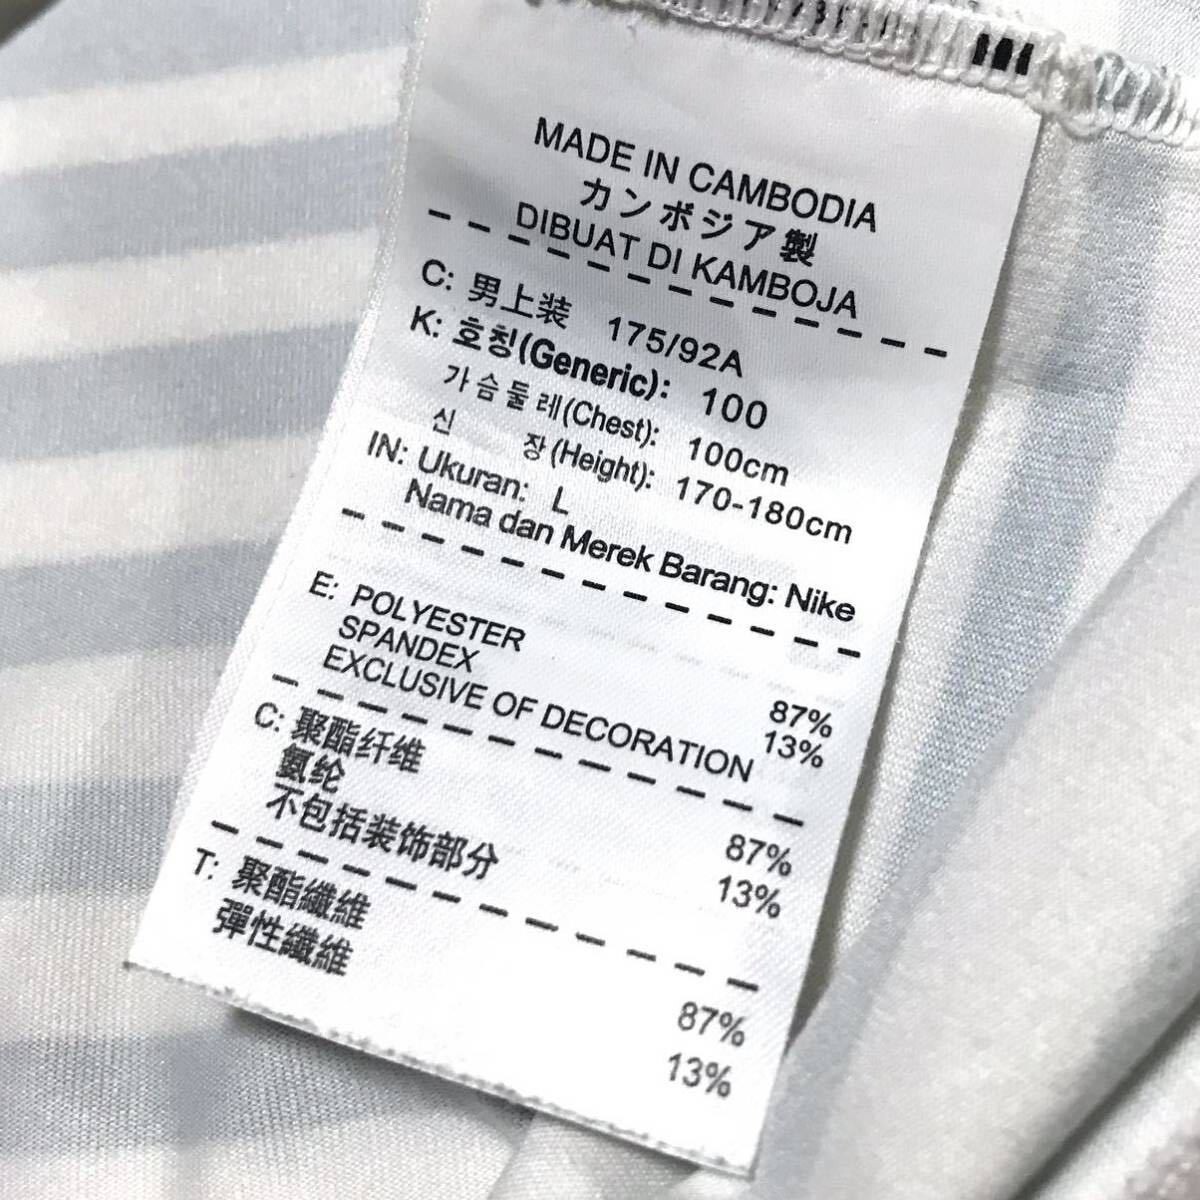 MADE IN CAMBODIA
カンボジア製
DIBUAT DI KAMBOJA
C: 男上装 175/92A
K: 호칭(Generic): 100
가슴둘레(Chest): 100cm
신 장(Height): 170-180cm
IN: Ukuran: L
Nama dan Merek Barang: Nike
E: POLYESTER 87%
SPANDEX 13%
EXCLUSIVE OF DECORATION
C: 聚酯纤维 87%
氨纶 13%
不包括装饰部分
T: 聚酯纖維 87%
彈性纖維 13%